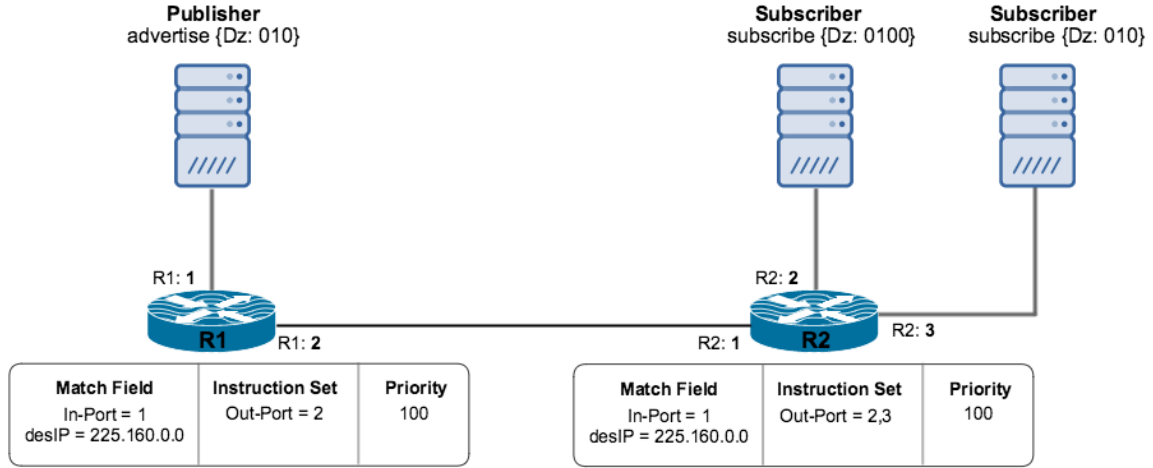 Publisher
advertise {Dz: 010}
Subscriber
subscribe {Dz: 0100}
Subscriber
subscribe {Dz: 010}
R1: 1
R1
R1: 2
R2: 2
R2: 1
R2
R2: 3
Match Field
In-Port = 1
desIP = 225.160.0.0
Instruction Set
Out-Port = 2
Priority
100
Match Field
In-Port = 1
desIP = 225.160.0.0
Instruction Set
Out-Port = 2,3
Priority
100